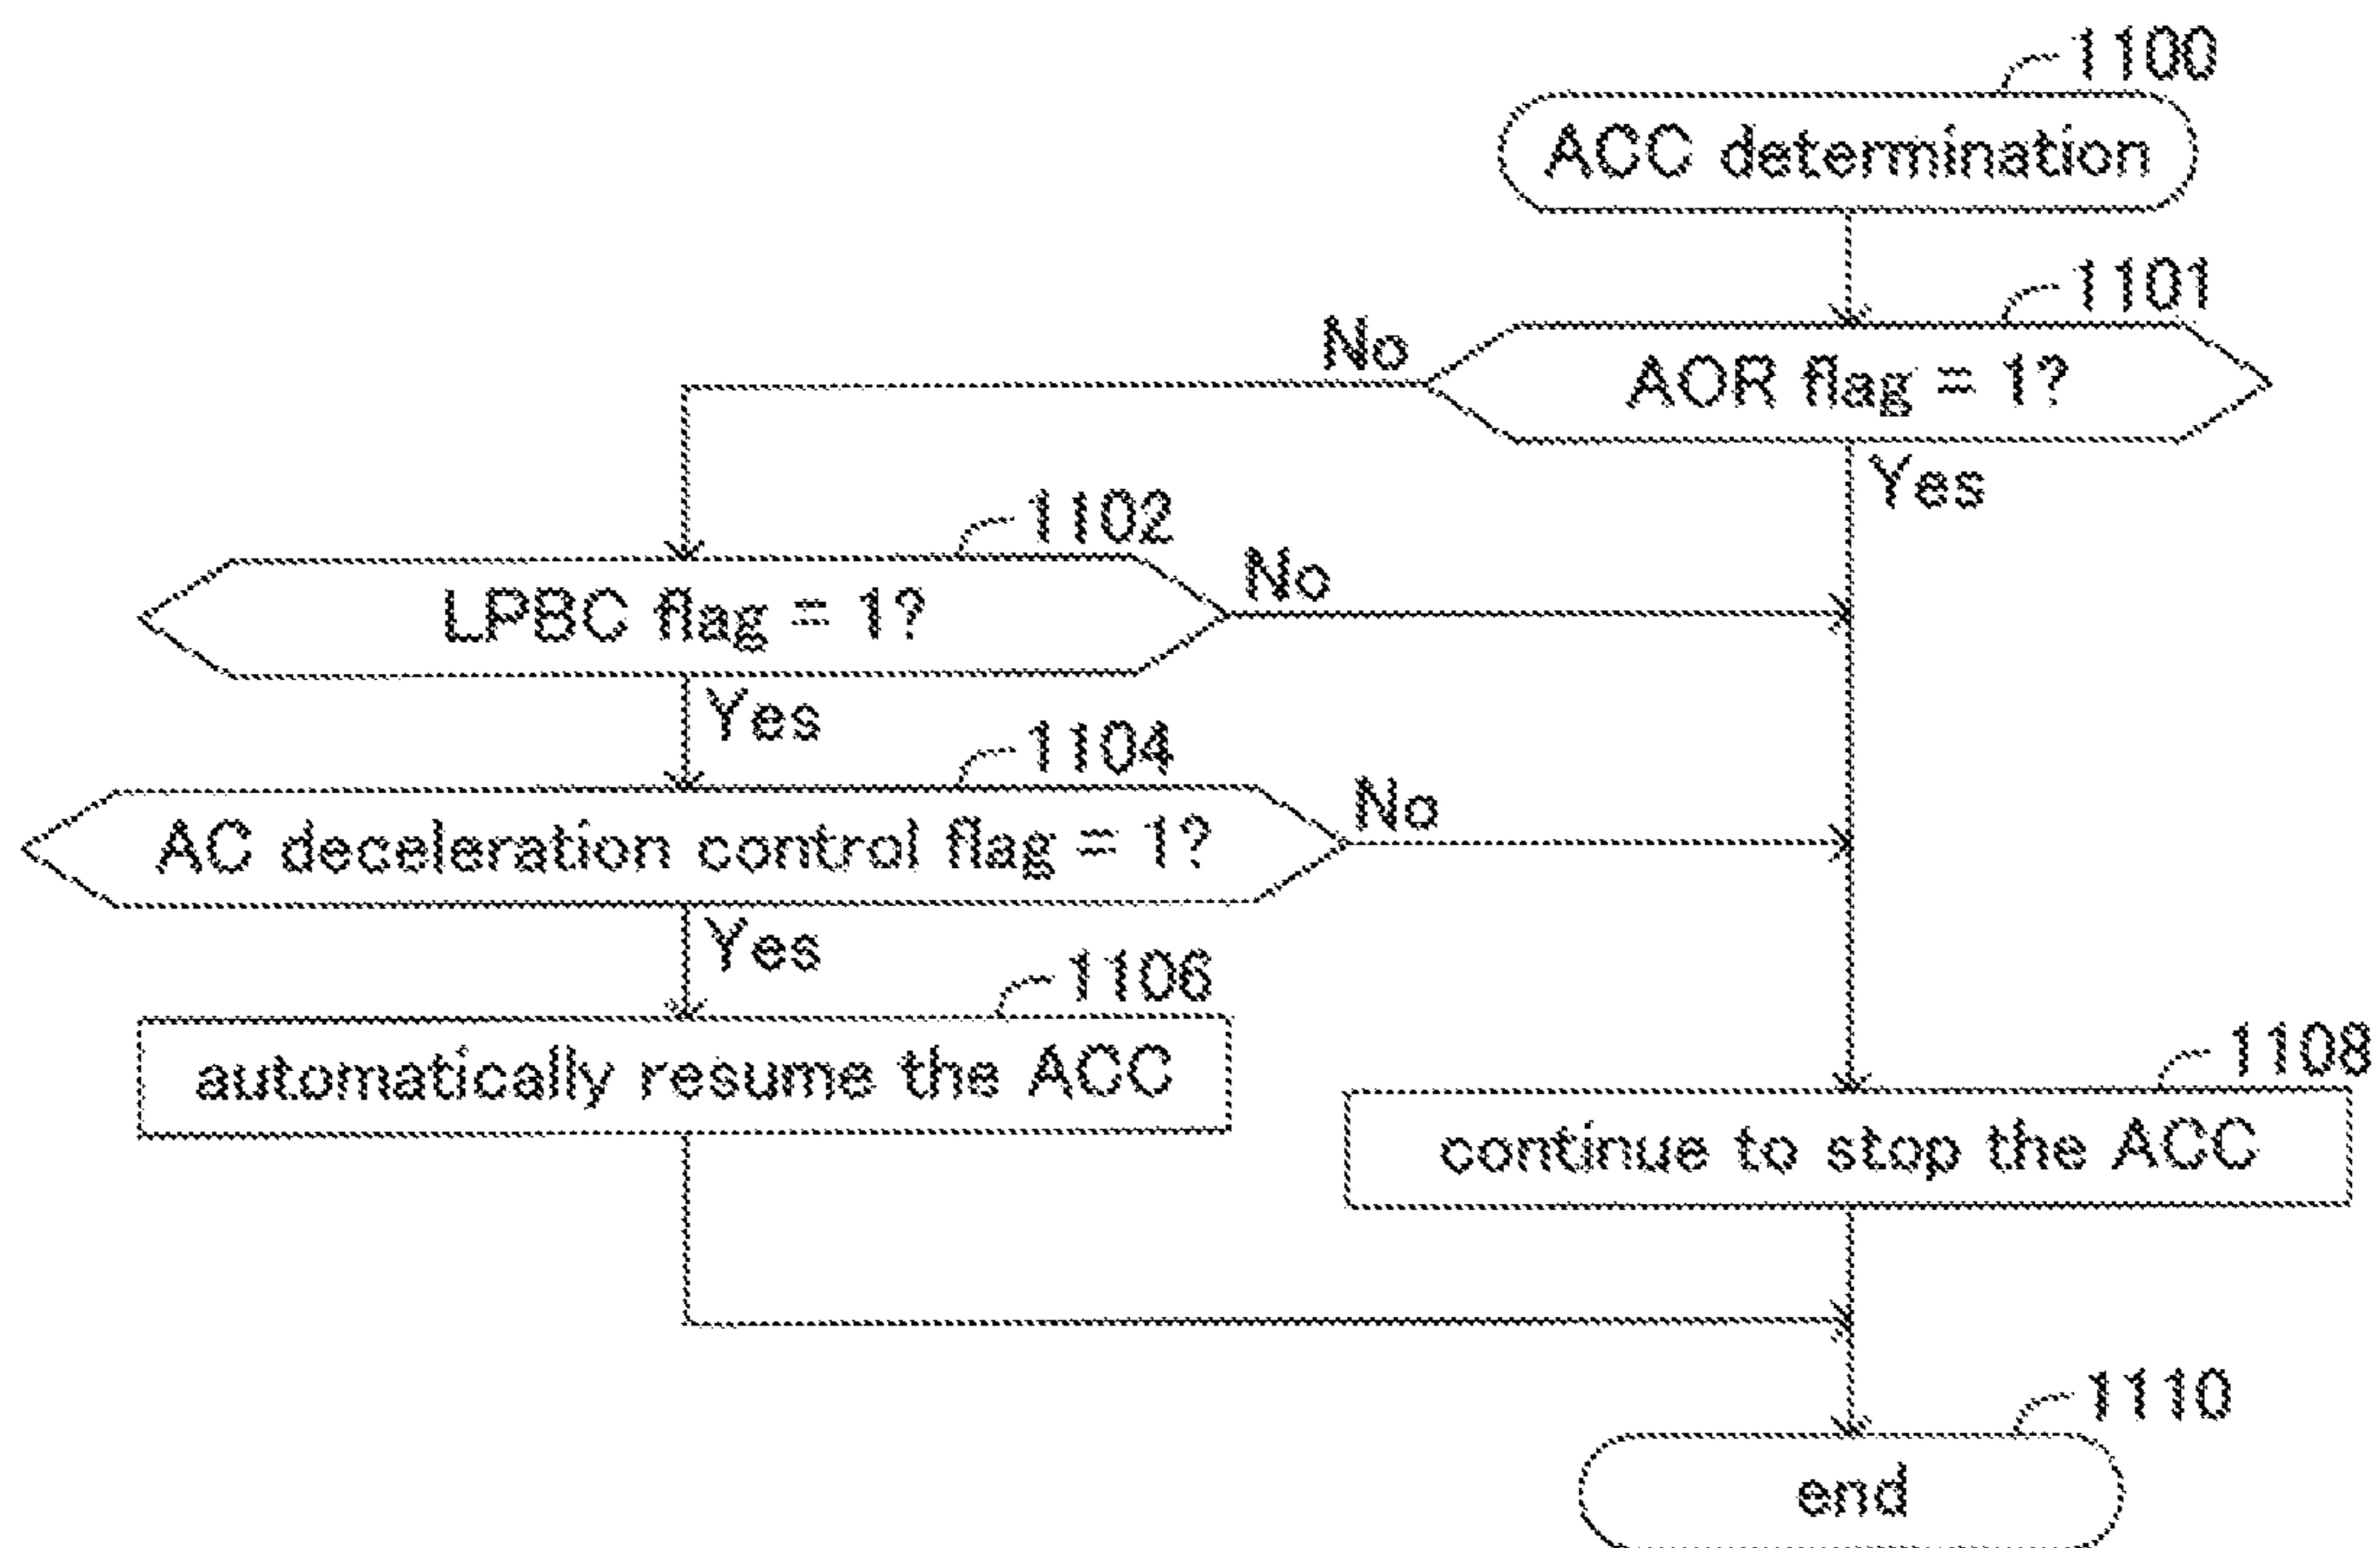 1100
ACC determination
1101
AOR flag = 1?
No
Yes
1102
LPBC flag = 1?
No
Yes
1104
AC deceleration control flag = 1?
No
Yes
1106
automatically resume the ACC
1108
continue to stop the ACC
1110
end